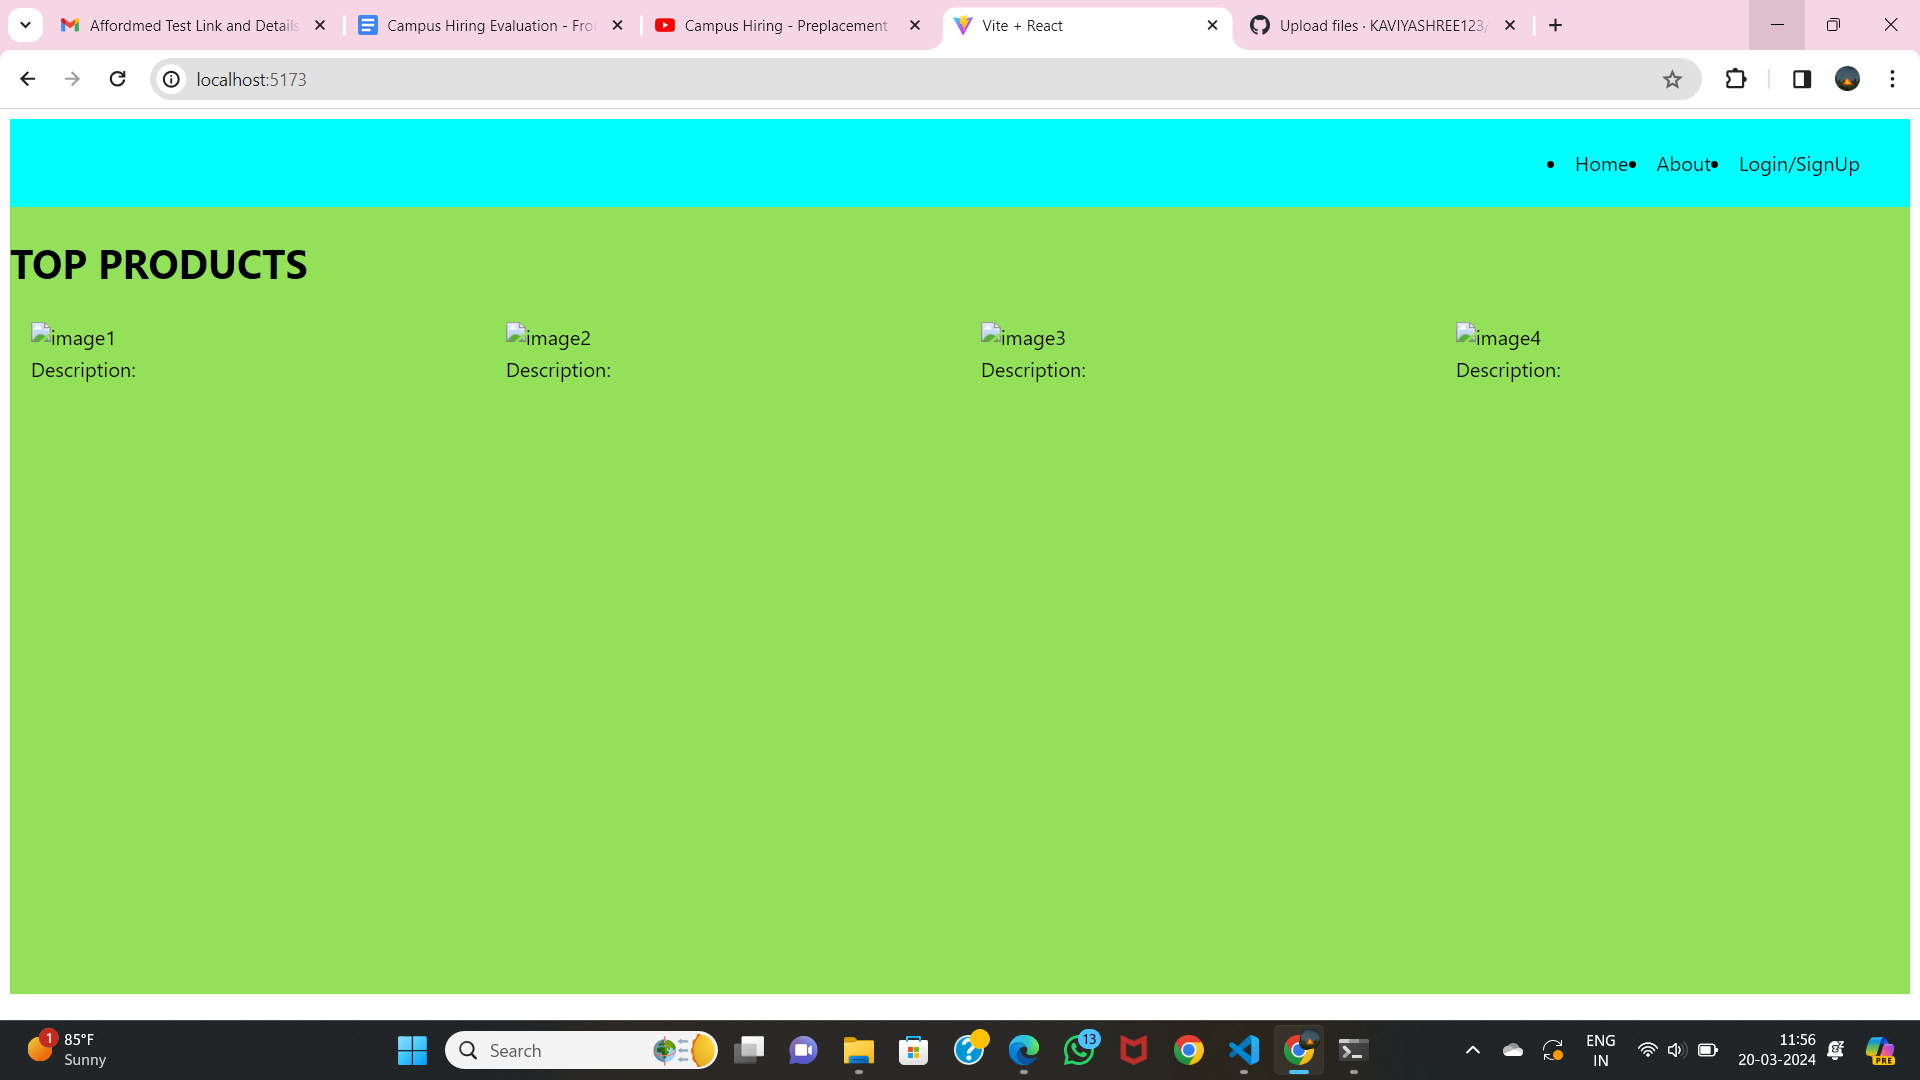 Affordmed Test Link and Details
Campus Hiring Evaluation - Fro
Campus Hiring - Preplacement
Vite + React
Upload files · KAVIYASHREE123/
localhost:5173
Home
About
Login/SignUp
TOP PRODUCTS
image1
image2
image3
image4
Description:
Description:
Description:
Description:
1
85°F
Sunny
Search
13
ENG
IN
11:56
20-03-2024
PRE